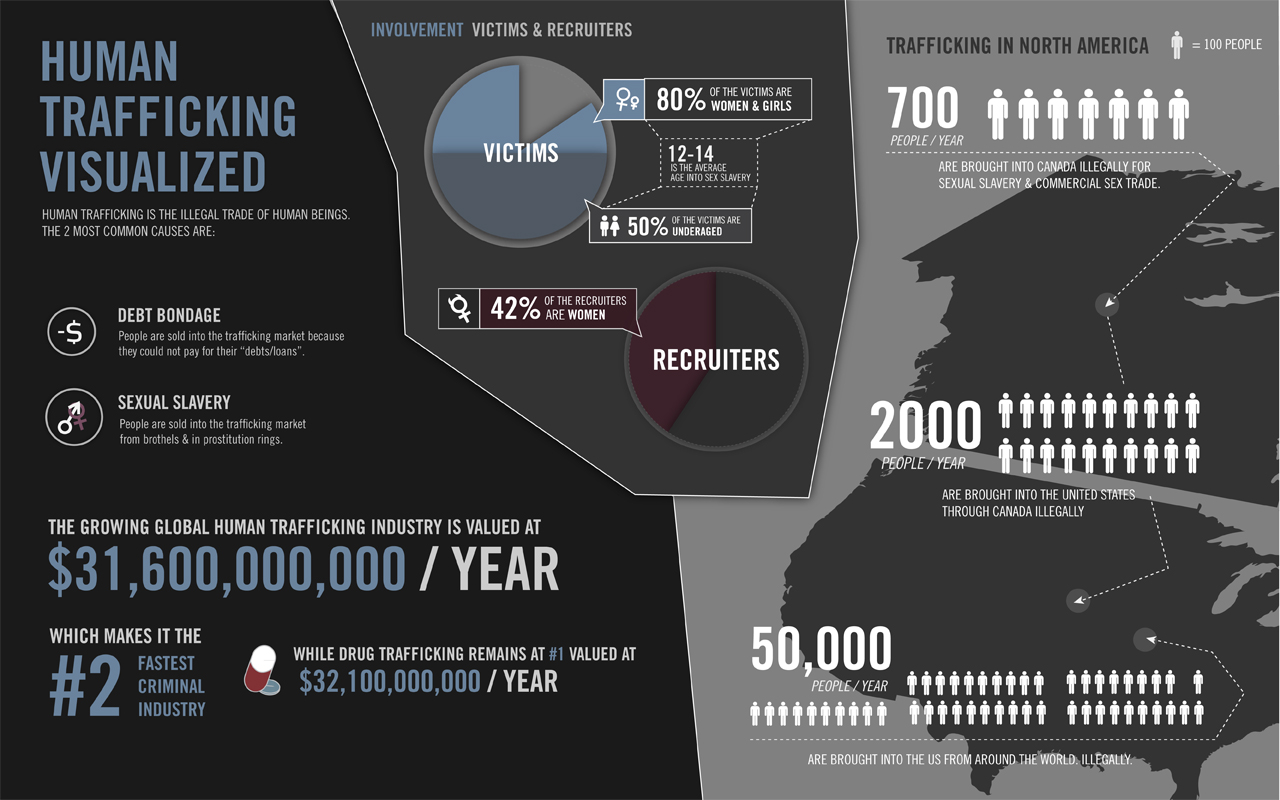 HUMAN
TRAFFICKING
VISUALIZED
HUMAN TRAFFICKING IS THE ILLEGAL TRADE OF HUMAN BEINGS.
THE 2 MOST COMMON CAUSES ARE:
-$
DEBT BONDAGE
People are sold into the trafficking market because
they could not pay for their “debts/loans”.
SEXUAL SLAVERY
People are sold into the trafficking market
from brothels & in prostitution rings.
THE GROWING GLOBAL HUMAN TRAFFICKING INDUSTRY IS VALUED AT
$31,600,000,000 / YEAR
WHICH MAKES IT THE
#2
FASTEST
CRIMINAL
INDUSTRY
WHILE DRUG TRAFFICKING REMAINS AT #1 VALUED AT
$32,100,000,000 / YEAR
INVOLVEMENT VICTIMS & RECRUITERS
VICTIMS
80%
OF THE VICTIMS ARE
WOMEN & GIRLS
12-14
IS THE AVERAGE
AGE INTO SEX SLAVERY
50%
OF THE VICTIMS ARE
UNDERAGED
42%
OF THE RECRUITERS
ARE WOMEN
RECRUITERS
TRAFFICKING IN NORTH AMERICA
= 100 PEOPLE
700
PEOPLE / YEAR
ARE BROUGHT INTO CANADA ILLEGALLY FOR
SEXUAL SLAVERY & COMMERCIAL SEX TRADE.
2000
PEOPLE / YEAR
ARE BROUGHT INTO THE UNITED STATES
THROUGH CANADA ILLEGALLY
50,000
PEOPLE / YEAR
ARE BROUGHT INTO THE US FROM AROUND THE WORLD. ILLEGALLY.